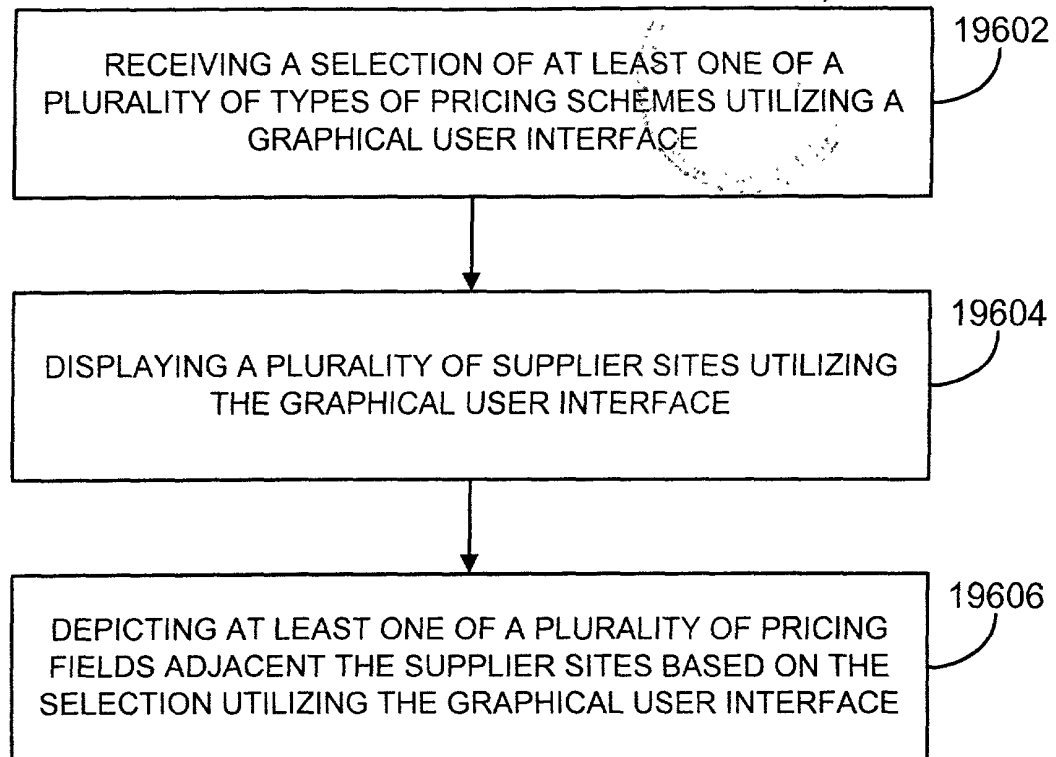 19602
RECEIVING A SELECTION OF AT LEAST ONE OF A
PLURALITY OF TYPES OF PRICING SCHEMES UTILIZING A
GRAPHICAL USER INTERFACE
19604
DISPLAYING A PLURALITY OF SUPPLIER SITES UTILIZING
THE GRAPHICAL USER INTERFACE
19606
DEPICTING AT LEAST ONE OF A PLURALITY OF PRICING
FIELDS ADJACENT THE SUPPLIER SITES BASED ON THE
SELECTION UTILIZING THE GRAPHICAL USER INTERFACE